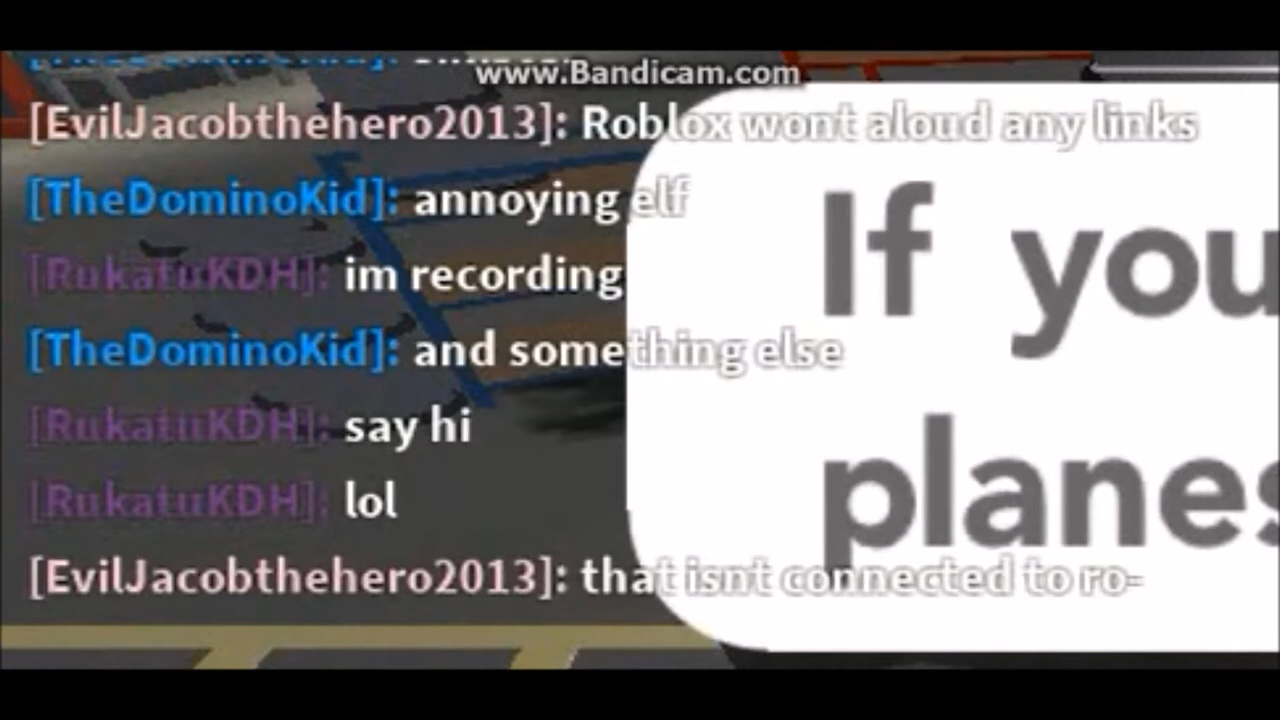 www.Bandicam.com
[EvilJacobthehero2013]: Roblox wont aloud any links
[TheDominoKid]: annoying elf
[RukatuKDH]: im recording
[TheDominoKid]: and something else
[RukatuKDH]: say hi
[RukatuKDH]: lol
[EvilJacobthehero2013]: that isnt connected to ro-
If you
planes